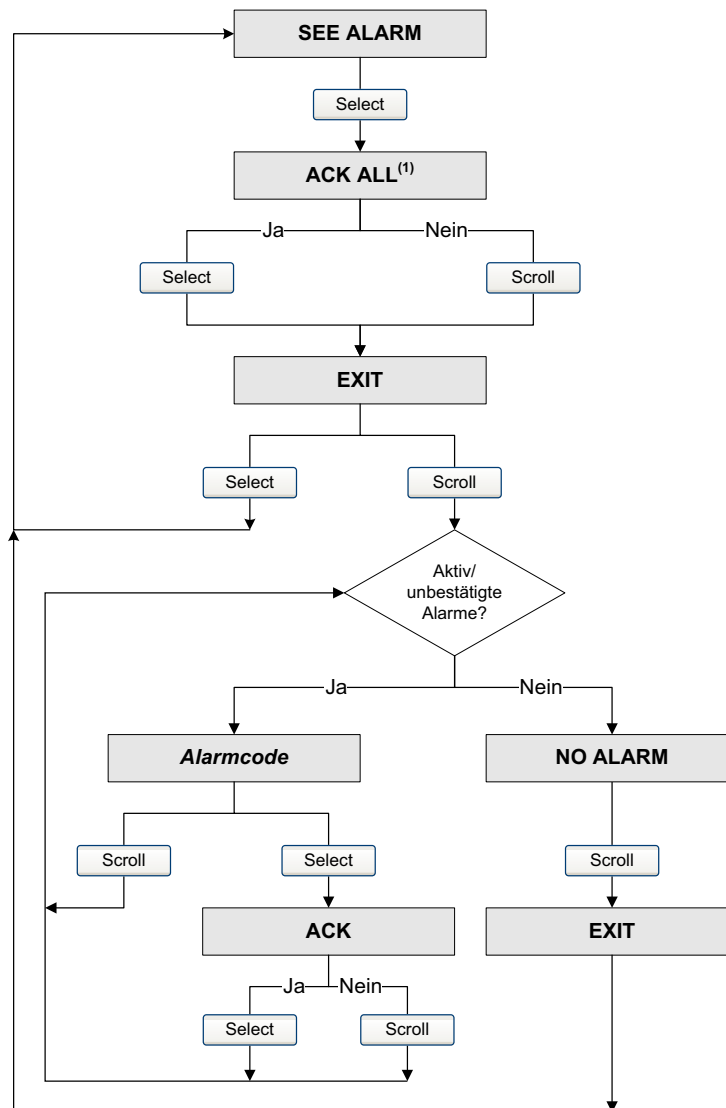 SEE ALARM
Select
ACK ALL(1)
Ja Nein
Select Scroll
EXIT
Select Scroll
Aktiv/
unbestätigte
Alarme?
Ja Nein
Alarmcode NO ALARM
Scroll Select Scroll
ACK EXIT
Ja Nein
Select Scroll